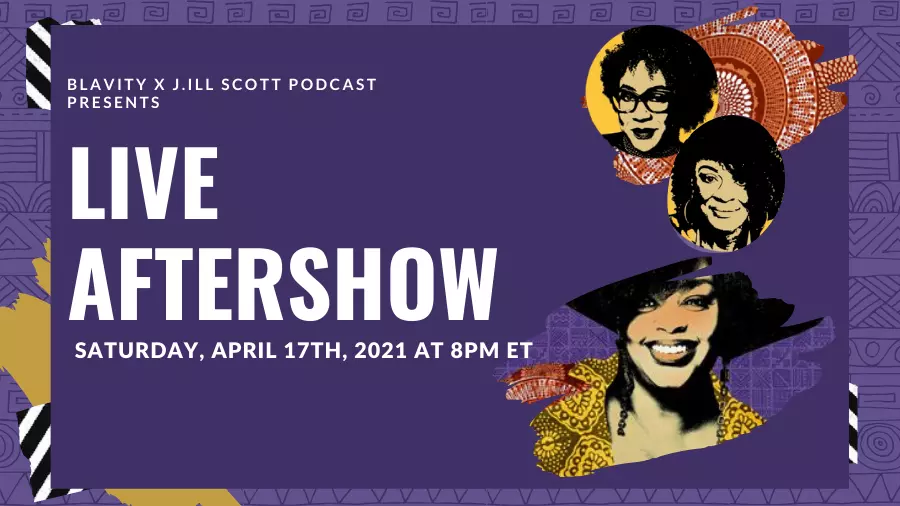 BLAVITY X J.ILL SCOTT PODCAST
PRESENTS
LIVE
AFTERSHOW
SATURDAY, APRIL 17TH, 2021 AT 8PM ET